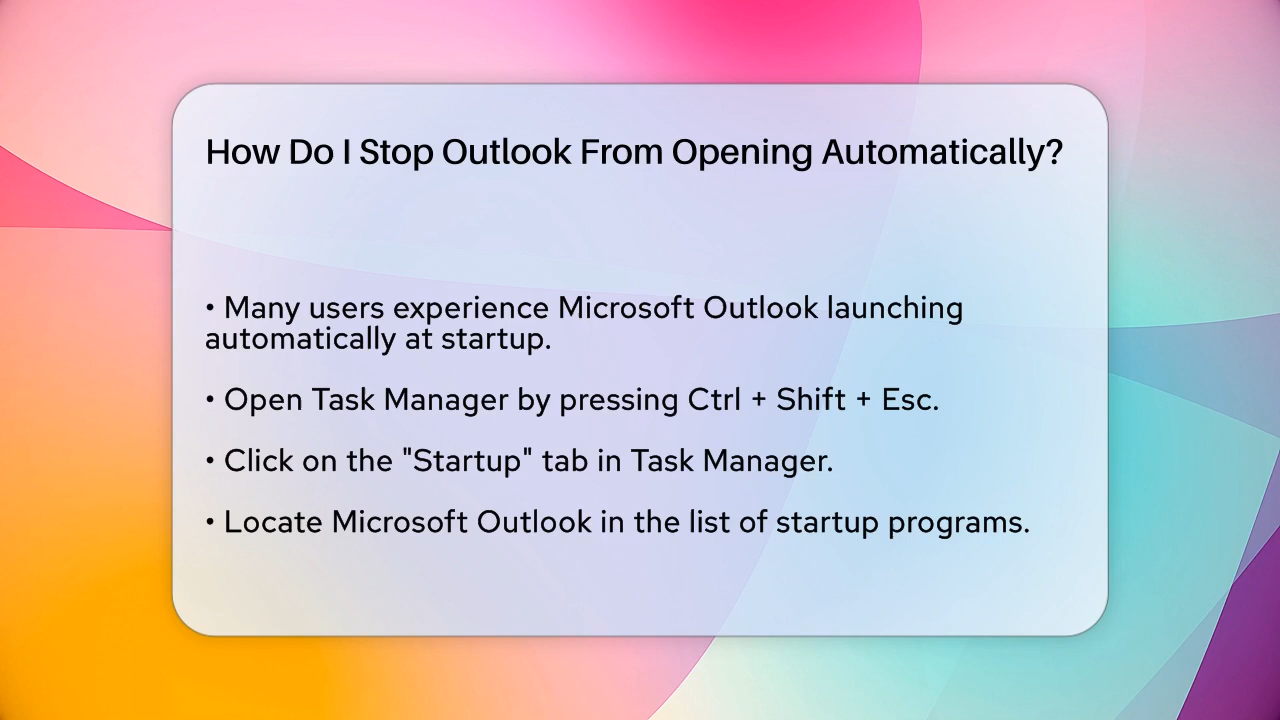 How Do I Stop Outlook From Opening Automatically?
• Many users experience Microsoft Outlook launching
automatically at startup.
• Open Task Manager by pressing Ctrl + Shift + Esc.
• Click on the "Startup" tab in Task Manager.
• Locate Microsoft Outlook in the list of startup programs.